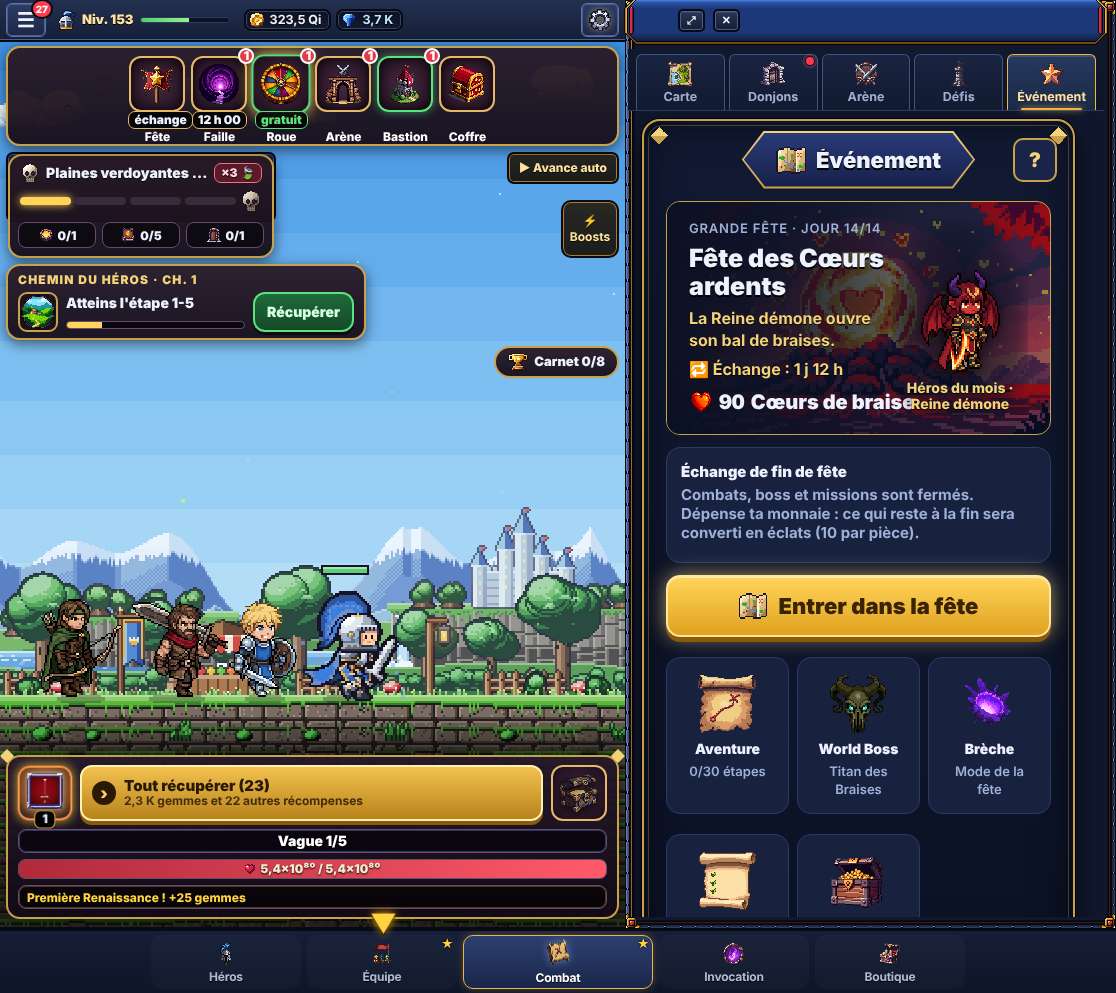 27
Niv. 153
323,5 Qi
3,7 K
1
1
1
1
échange
12 h 00
gratuit
Fête
Faille
Roue
Arène
Bastion
Coffre
Plaines verdoyantes ...
×3
0/1
0/5
0/1
Avance auto
Boosts
CHEMIN DU HÉROS · CH. 1
Atteins l'étape 1-5
Récupérer
Carnet 0/8
1
Tout récupérer (23)
2,3 K gemmes et 22 autres récompenses
Vague 1/5
5,4×10⁸⁰ / 5,4×10⁸⁰
Première Renaissance ! +25 gemmes
Carte
Donjons
Arène
Défis
Événement
Événement
?
GRANDE FÊTE · JOUR 14/14
Fête des Cœurs
ardents
La Reine démone ouvre
son bal de braises.
Échange : 1 j 12 h
90 Cœurs de braise
Héros du mois ·
Reine démone
Échange de fin de fête
Combats, boss et missions sont fermés.
Dépense ta monnaie : ce qui reste à la fin sera
converti en éclats (10 par pièce).
Entrer dans la fête
Aventure
0/30 étapes
World Boss
Titan des
Braises
Brèche
Mode de la
fête
Héros
Équipe
Combat
Invocation
Boutique